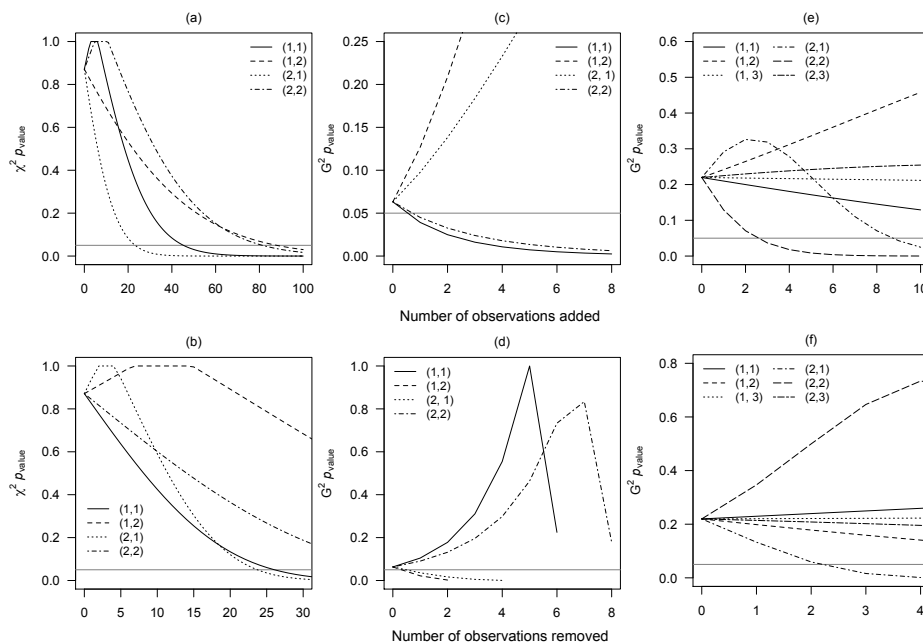 (a)
χ² pvalue
1.0
0.8
0.6
0.4
0.2
0.0
0 20 40 60 80 100
(1,1)
(1,2)
(2,1)
(2,2)
(c)
G² pvalue
0.25
0.20
0.15
0.10
0.05
0.00
0 2 4 6 8
(1,1)
(1,2)
(2, 1)
(2,2)
Number of observations added
(e)
G² pvalue
0.6
0.5
0.4
0.3
0.2
0.1
0.0
0 2 4 6 8 10
(1,1) (2,1)
(1,2) (2,2)
(1, 3) (2,3)
(b)
χ² pvalue
1.0
0.8
0.6
0.4
0.2
0.0
0 5 10 15 20 25 30
(1,1)
(1,2)
(2,1)
(2,2)
(d)
G² pvalue
1.0
0.8
0.6
0.4
0.2
0.0
0 2 4 6 8
(1,1)
(1,2)
(2, 1)
(2,2)
Number of observations removed
(f)
G² pvalue
0.8
0.6
0.4
0.2
0.0
0 1 2 3 4
(1,1) (2,1)
(1,2) (2,2)
(1, 3) (2,3)